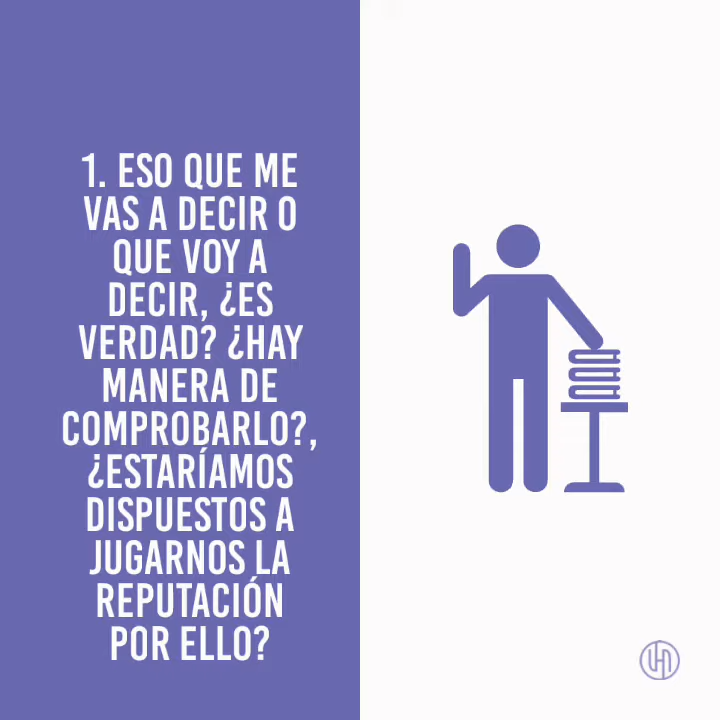 1. ESO QUE ME
VAS A DECIR O
QUE VOY A
DECIR, ¿ES
VERDAD? ¿HAY
MANERA DE
COMPROBARLO?,
¿ESTARÍAMOS
DISPUESTOS A
JUGARNOS LA
REPUTACIÓN
POR ELLO?